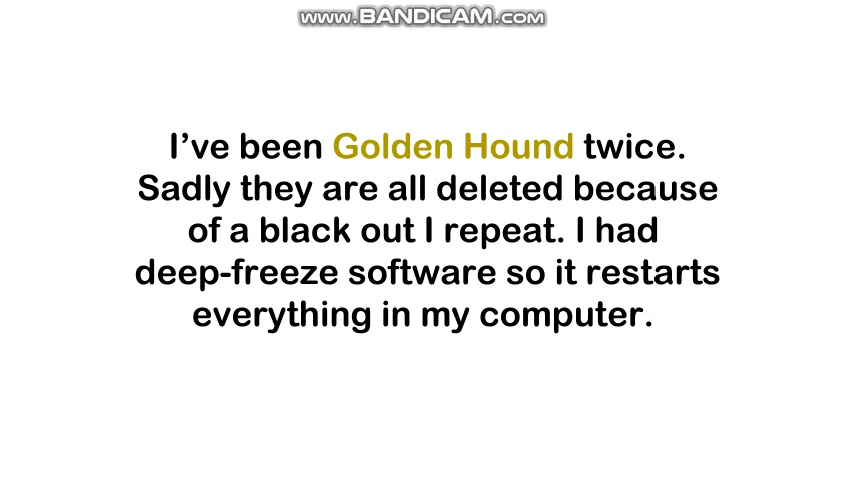 www.BANDICAM.com
I've been Golden Hound twice.
Sadly they are all deleted because
of a black out I repeat. I had
deep-freeze software so it restarts
everything in my computer.